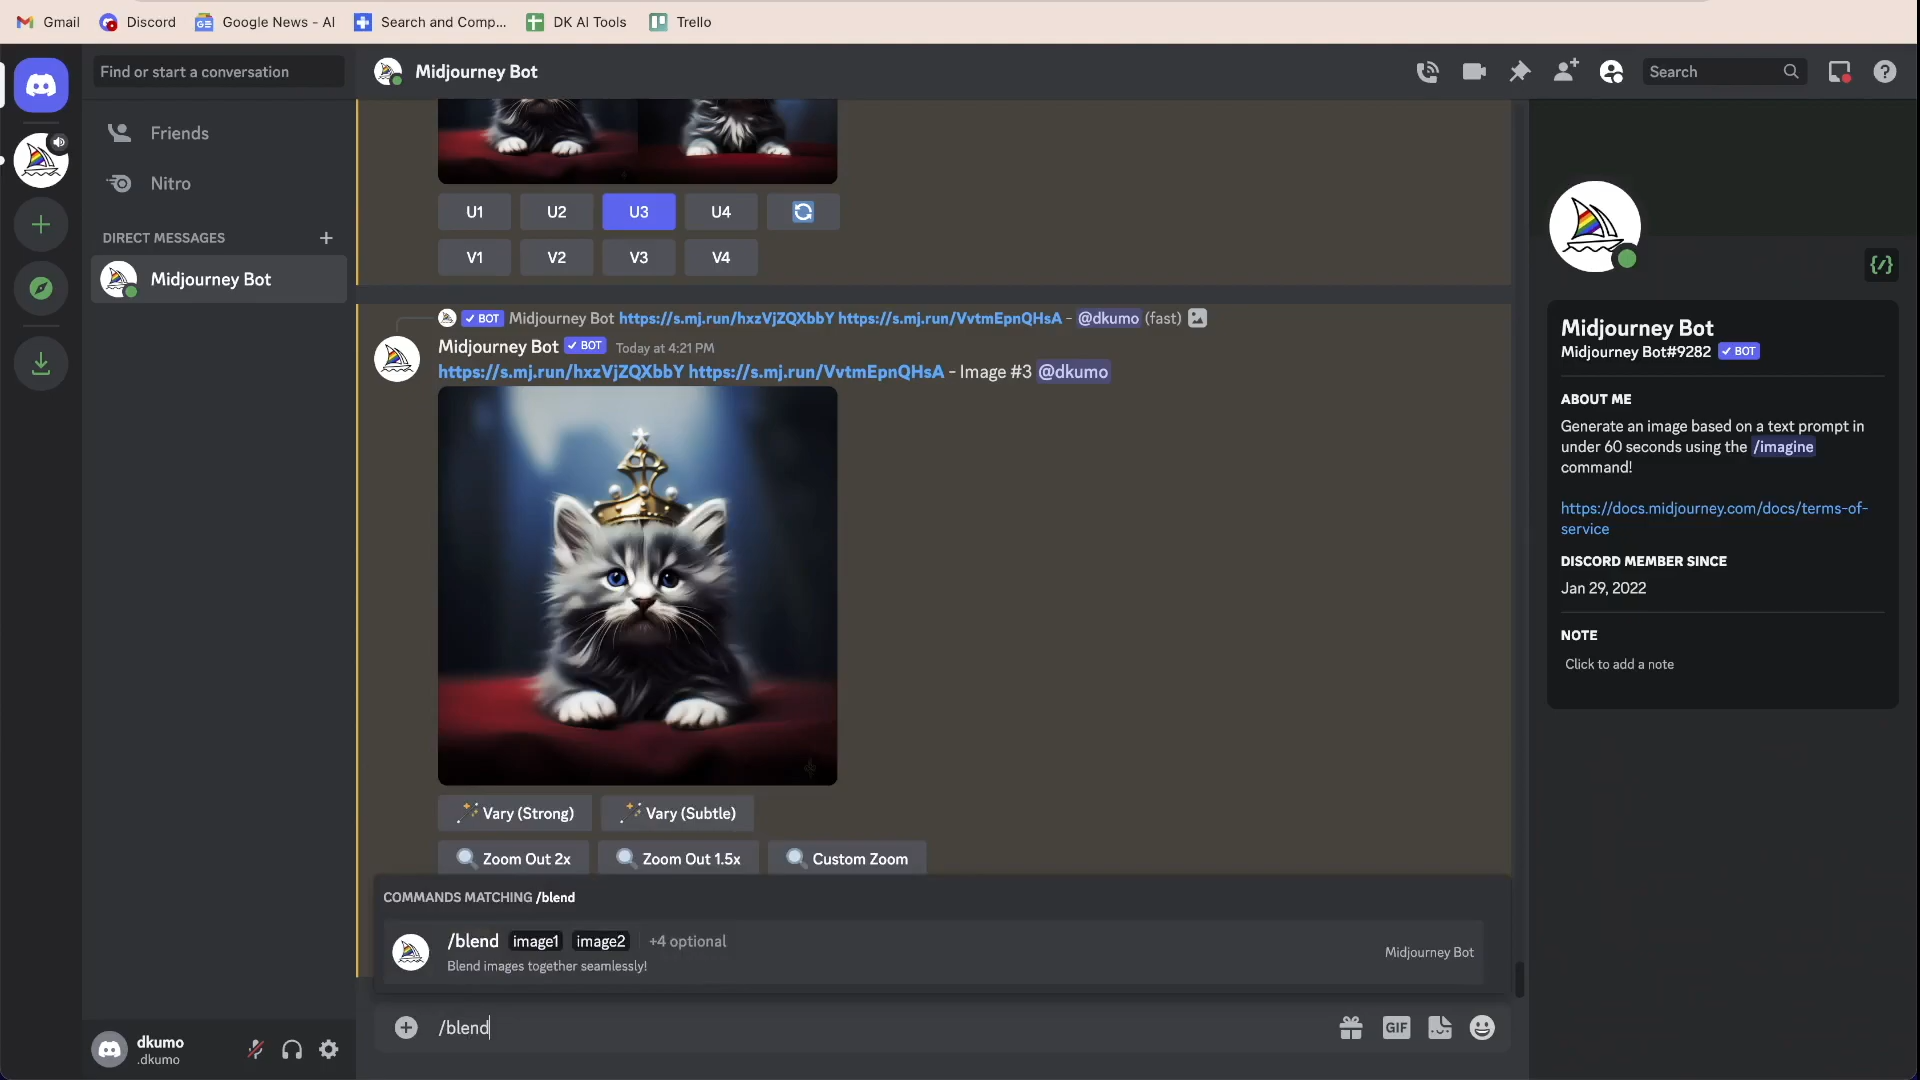 Gmail
Discord
Google News - AI
Search and Comp...
DK AI Tools
Trello
Find or start a conversation
Midjourney Bot
Search
Friends
Nitro
DIRECT MESSAGES
Midjourney Bot
U1 U2 U3 U4
V1 V2 V3 V4
BOT Midjourney Bot https://s.mj.run/hxzVjZQXbbY https://s.mj.run/VvtmEpnQHsA - @dkumo (fast)
Midjourney Bot BOT Today at 4:21 PM
https://s.mj.run/hxzVjZQXbbY https://s.mj.run/VvtmEpnQHsA - Image #3 @dkumo
Vary (Strong) Vary (Subtle)
Zoom Out 2x Zoom Out 1.5x Custom Zoom
COMMANDS MATCHING /blend
/blend image1 image2 +4 optional
Blend images together seamlessly!
Midjourney Bot
/blend
GIF
dkumo
.dkumo
Midjourney Bot
Midjourney Bot#9282 BOT
ABOUT ME
Generate an image based on a text prompt in
under 60 seconds using the /imagine
command!
https://docs.midjourney.com/docs/terms-of-
service
DISCORD MEMBER SINCE
Jan 29, 2022
NOTE
Click to add a note